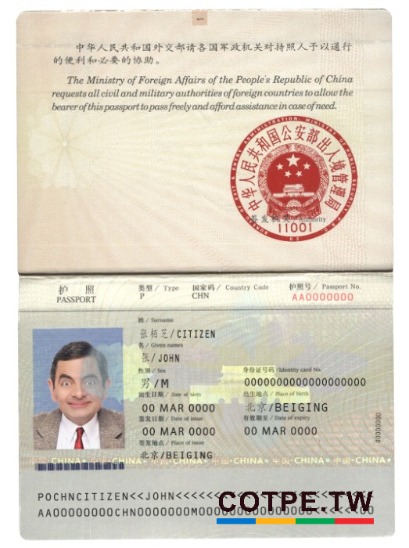 中华人民共和国外交部请各国军政机关对持照人予以通行
的便利和必要的协助。
The Ministry of Foreign Affairs of the People's Republic of China
requests all civil and military authorities of foreign countries to allow the
bearer of this passport to pass freely and afford assistance in case of need.
中华人民共和国公安部出入境管理局
签发机关 / Authority
11001
护 照
PASSPORT
类型 / Type
P
国家码 / Country Code
CHN
护照号 / Passport No.
AA0000000
姓 / Surname
张栢芝/CITIZEN
名 / Given names
张/JOHN
性别 / Sex
男/M
身份证号码 / Identity card No.
000000000000000000
出生日期 / Date of birth
00 MAR 0000
出生地点 / Place of birth
北京/BEIGING
签发日期 / Date of issue
00 MAR 0000
有效期至 / Date of expiry
00 MAR 0000
签发地点 / Place of issue
北京/BEIGING
中国·CHINA
POCHNCITIZEN<<JOHN<<<<<<
COTPE.TW